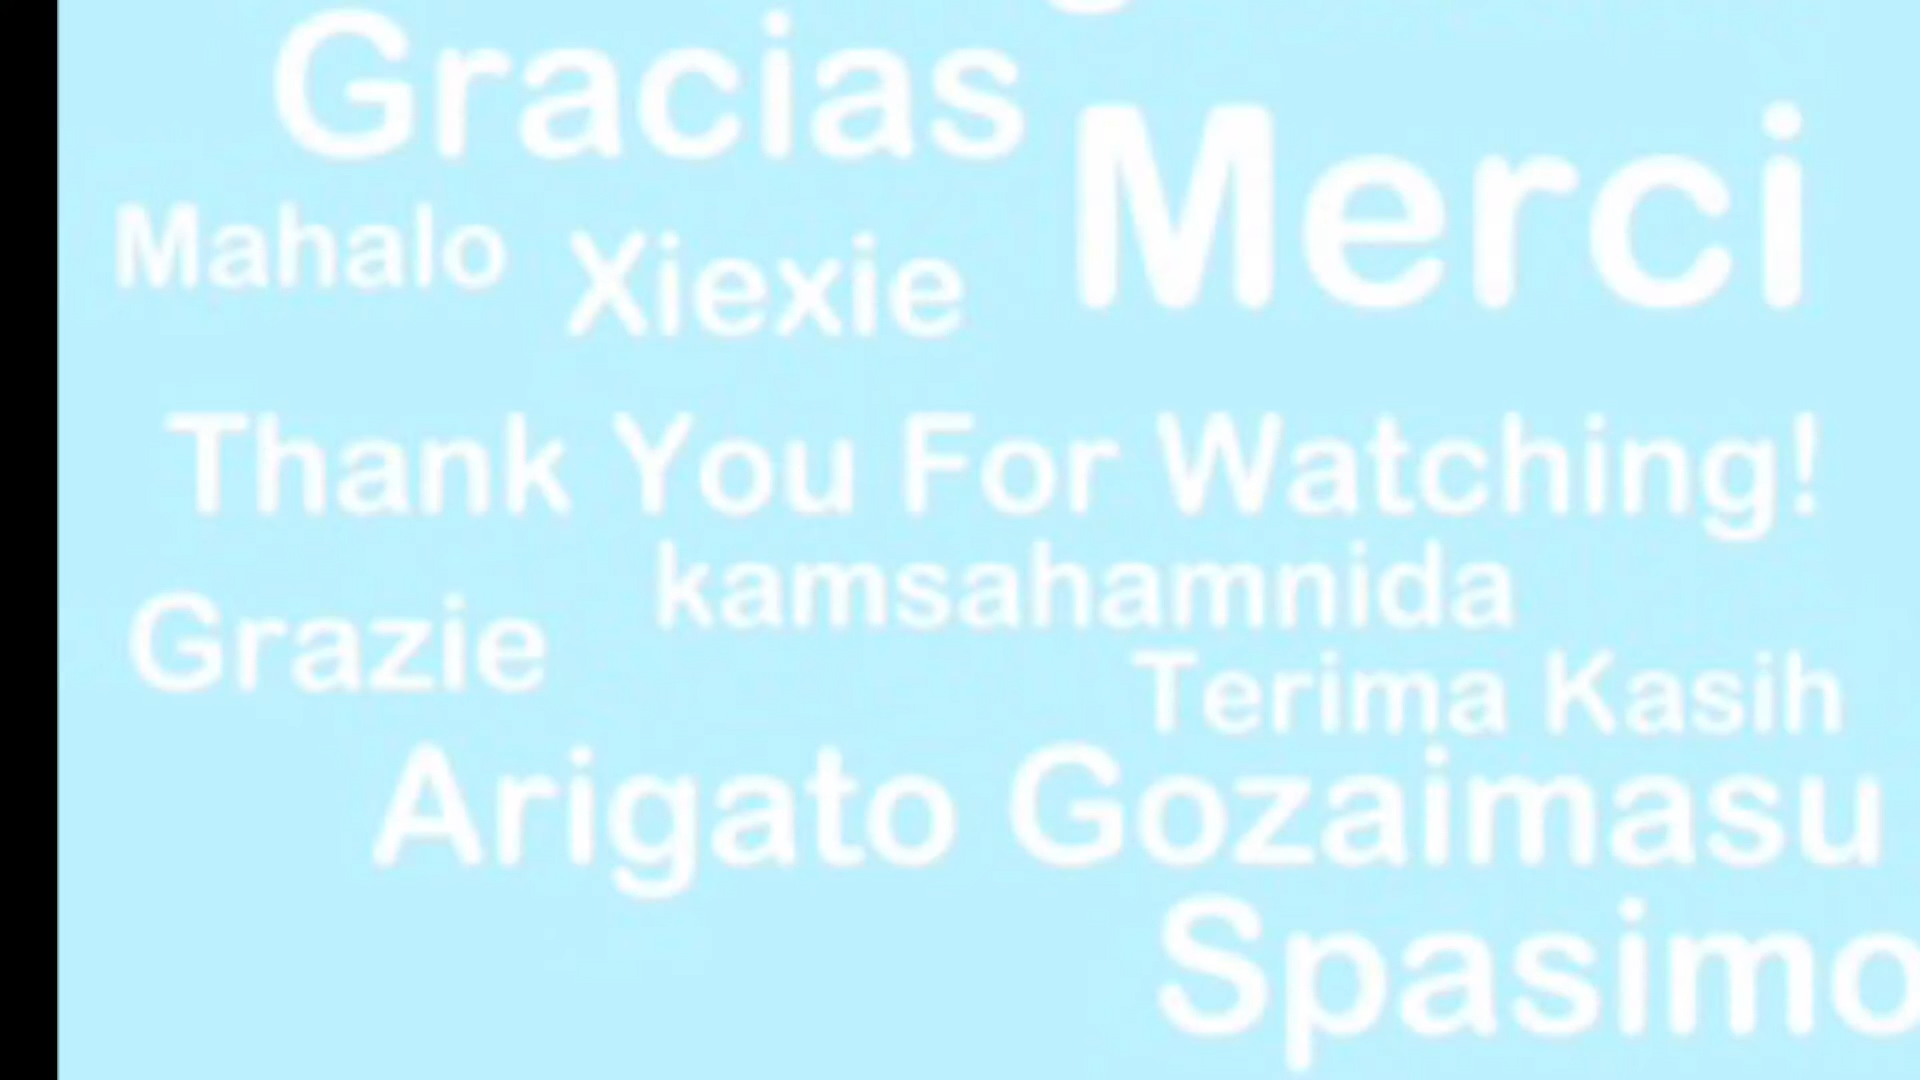 Gracias
Merci
Mahalo
Xiexie
Thank You For Watching!
kamsahamnida
Grazie
Terima Kasih
Arigato Gozaimasu
Spasimo